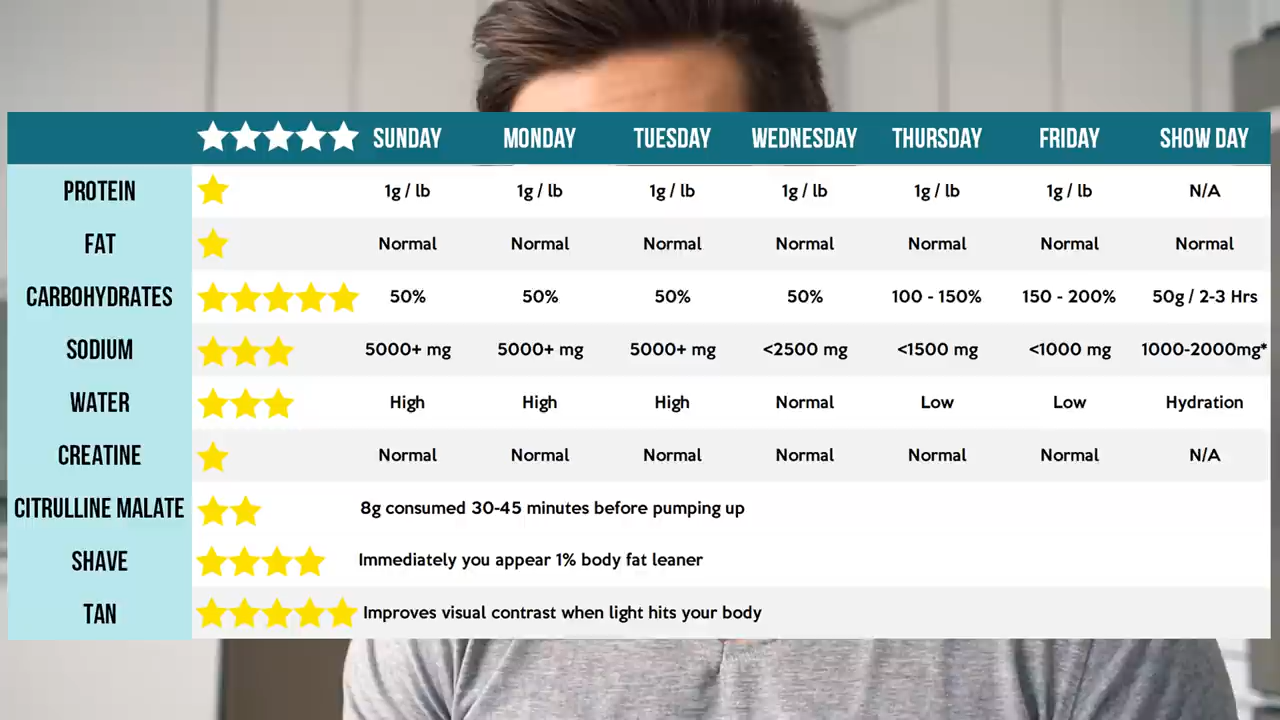 SUNDAY MONDAY TUESDAY WEDNESDAY THURSDAY FRIDAY SHOW DAY
PROTEIN 1g / lb 1g / lb 1g / lb 1g / lb 1g / lb 1g / lb N/A
FAT Normal Normal Normal Normal Normal Normal Normal
CARBOHYDRATES 50% 50% 50% 50% 100 - 150% 150 - 200% 50g / 2-3 Hrs
SODIUM 5000+ mg 5000+ mg 5000+ mg <2500 mg <1500 mg <1000 mg 1000-2000mg*
WATER High High High Normal Low Low Hydration
CREATINE Normal Normal Normal Normal Normal Normal N/A
CITRULLINE MALATE 8g consumed 30-45 minutes before pumping up
SHAVE Immediately you appear 1% body fat leaner
TAN Improves visual contrast when light hits your body